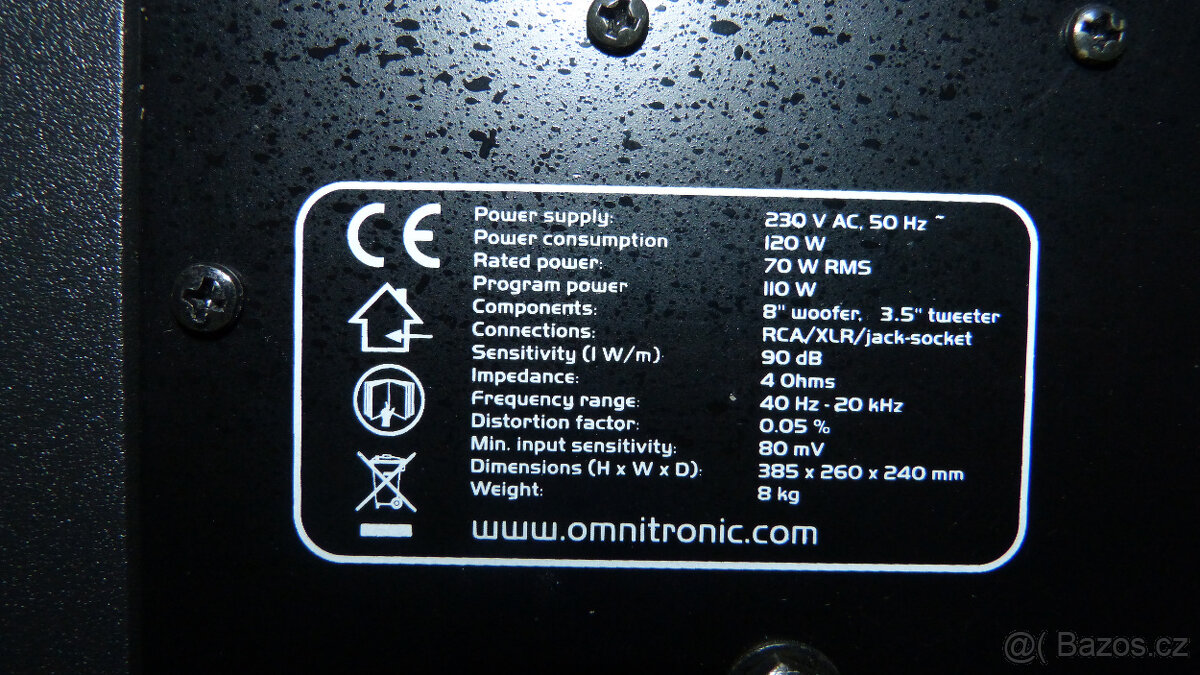 CE
Power supply: 230 V AC, 50 Hz ~
Power consumption 120 W
Rated power: 70 W RMS
Program power 110 W
Components: 8" woofer, 3.5" tweeter
Connections: RCA/XLR/jack-socket
Sensitivity (1 W/m): 90 dB
Impedance: 4 Ohms
Frequency range: 40 Hz - 20 kHz
Distortion factor: 0.05 %
Min. input sensitivity: 80 mV
Dimensions (H x W x D): 385 x 260 x 240 mm
Weight: 8 kg
www.omnitronic.com
@( Bazos.cz